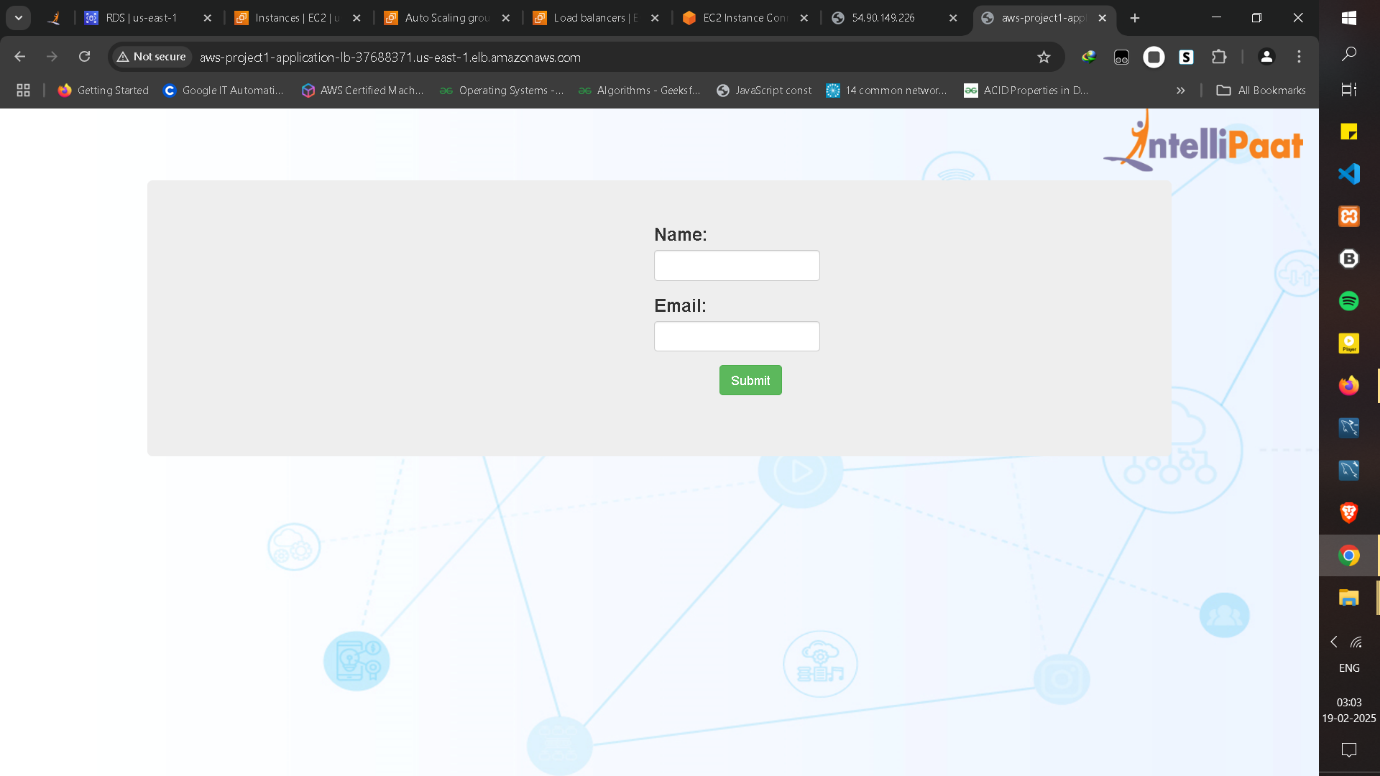 RDS | us-east-1
Instances | EC2 | u
Auto Scaling grou
Load balancers | E
EC2 Instance Con
54.90.149.226
aws-project1-app
Not secure
aws-project1-application-lb-37688371.us-east-1.elb.amazonaws.com
Getting Started
Google IT Automati...
AWS Certified Mach...
Operating Systems -...
Algorithms - Geeksf...
JavaScript const
14 common networ...
ACID Properties in D...
»
All Bookmarks
IntelliPaat
Name:
Email:
Submit
ENG
03:03
19-02-2025